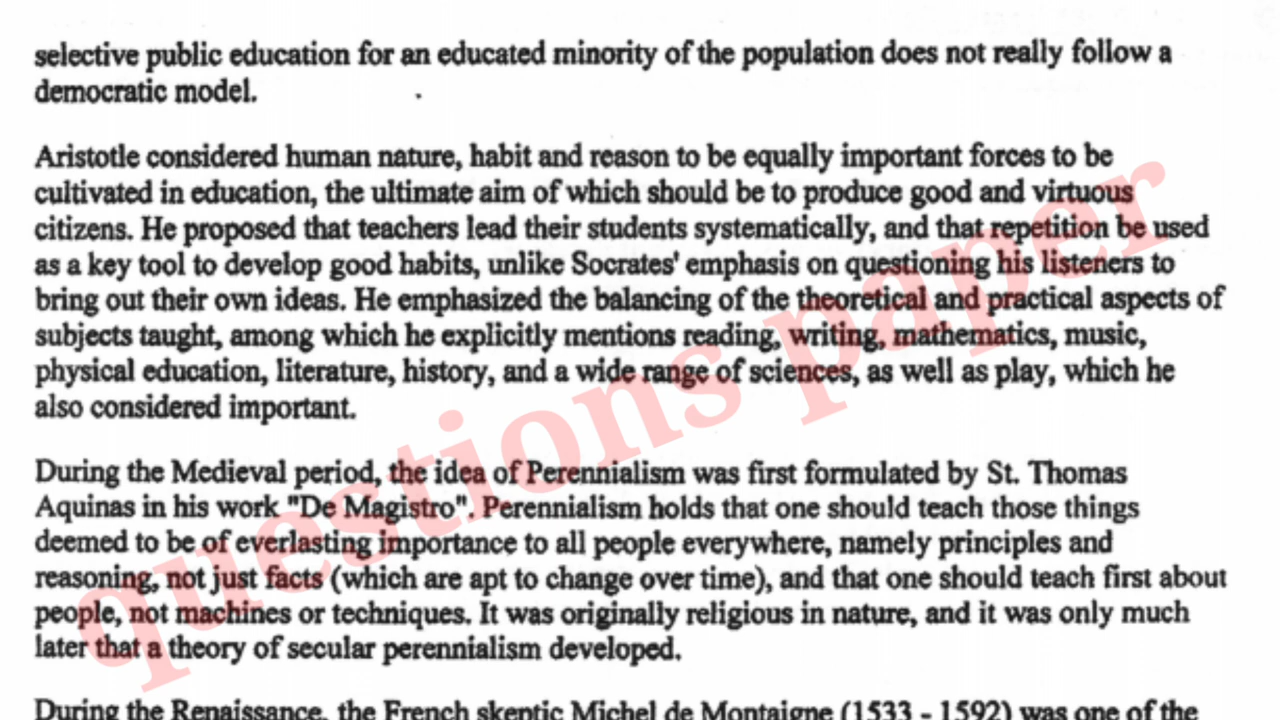 selective public education for an educated minority of the population does not really follow a
democratic model.
Aristotle considered human nature, habit and reason to be equally important forces to be
cultivated in education, the ultimate aim of which should be to produce good and virtuous
citizens. He proposed that teachers lead their students systematically, and that repetition be used
as a key tool to develop good habits, unlike Socrates' emphasis on questioning his listeners to
bring out their own ideas. He emphasized the balancing of the theoretical and practical aspects of
subjects taught, among which he explicitly mentions reading, writing, mathematics, music,
physical education, literature, history, and a wide range of sciences, as well as play, which he
also considered important.
During the Medieval period, the idea of Perennialism was first formulated by St. Thomas
Aquinas in his work "De Magistro". Perennialism holds that one should teach those things
deemed to be of everlasting importance to all people everywhere, namely principles and
reasoning, not just facts (which are apt to change over time), and that one should teach first about
people, not machines or techniques. It was originally religious in nature, and it was only much
later that a theory of secular perennialism developed.
During the Renaissance, the French skeptic Michel de Montaigne (1533 - 1592) was one of the
questions paper